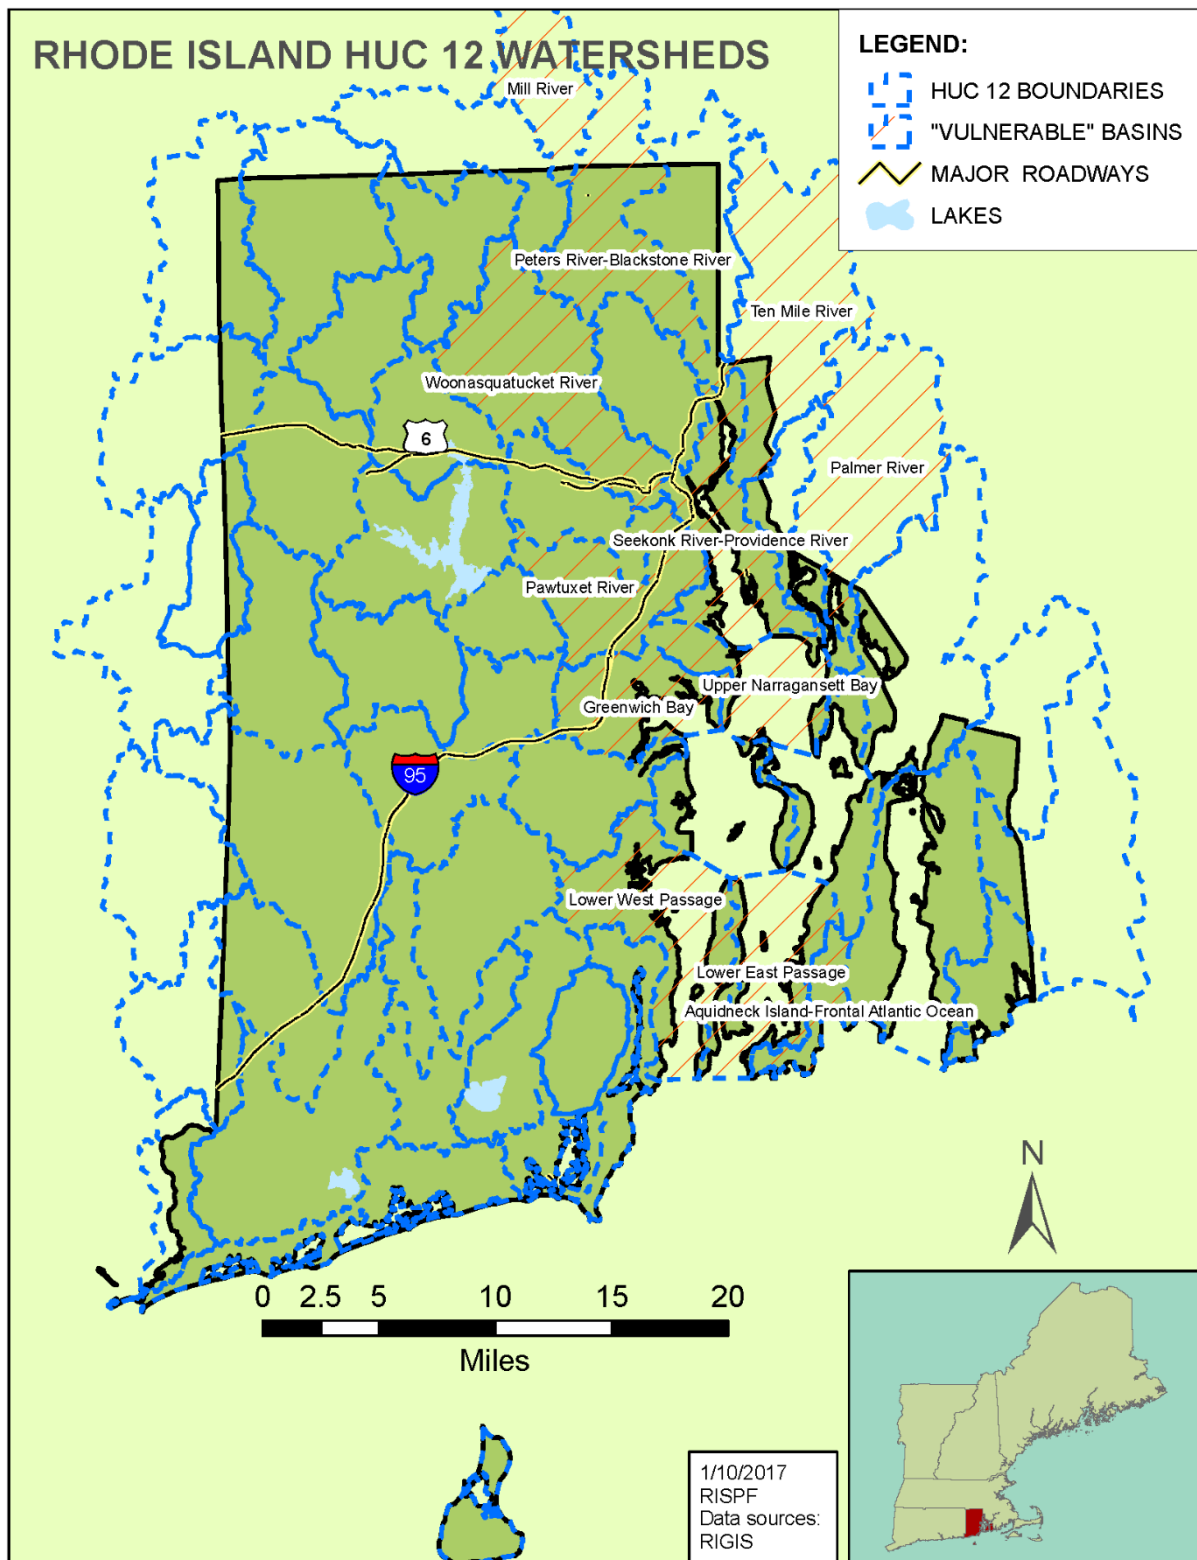 RHODE ISLAND HUC 12 WATERSHEDS
LEGEND:
HUC 12 BOUNDARIES
"VULNERABLE" BASINS
MAJOR ROADWAYS
LAKES
Mill River
Peters River-Blackstone River
Ten Mile River
Woonasquatucket River
6
Palmer River
Seekonk River-Providence River
Pawtuxet River
Upper Narragansett Bay
Greenwich Bay
95
Lower West Passage
Lower East Passage
Aquidneck Island-Frontal Atlantic Ocean
N
0 2.5 5 10 15 20
Miles
1/10/2017
RISPF
Data sources:
RIGIS